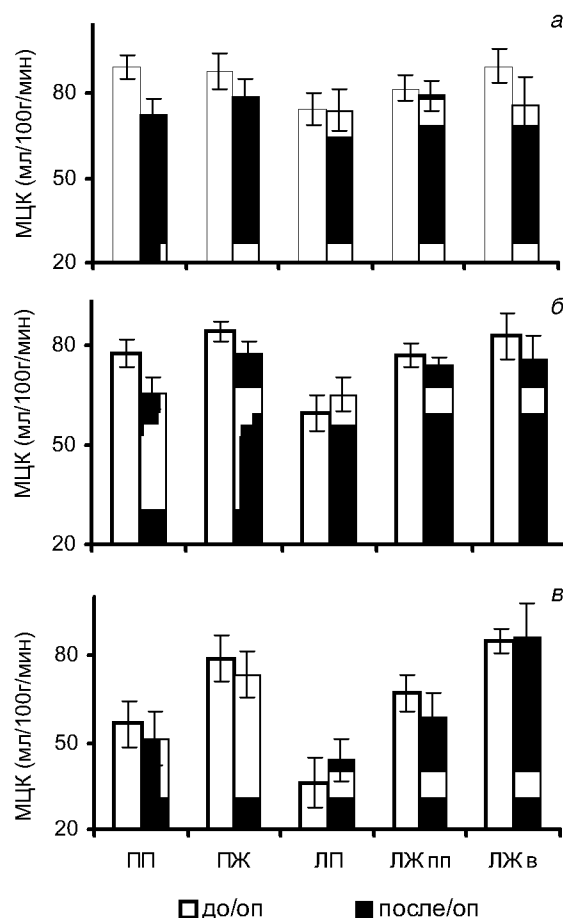 а
МЦК (мл/100г/мин)
80
50
20
б
МЦК (мл/100г/мин)
80
50
20
в
МЦК (мл/100г/мин)
80
50
20
ПП ПЖ ЛП ЛЖ пп ЛЖ в
до/оп после/оп